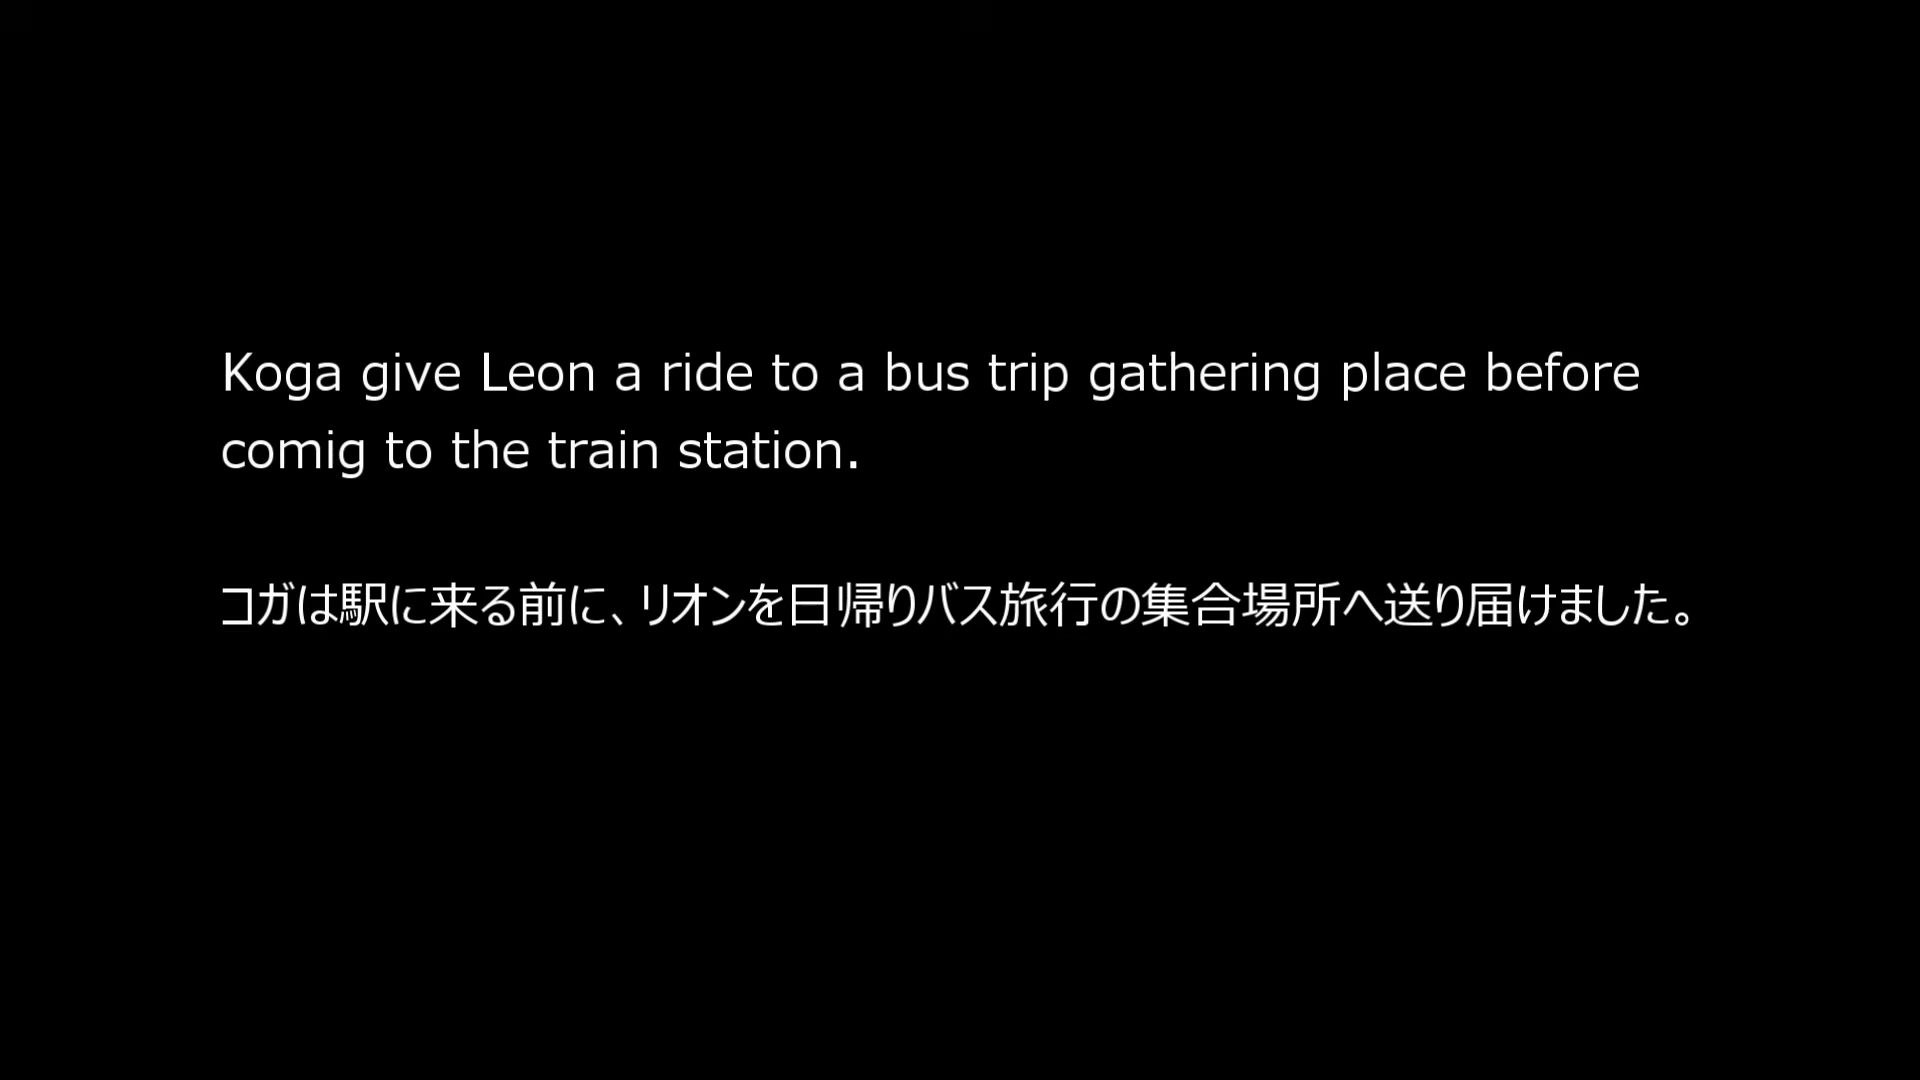 Koga give Leon a ride to a bus trip gathering place before
comig to the train station.
コガは駅に来る前に、リオンを日帰りバス旅行の集合場所へ送り届けました。